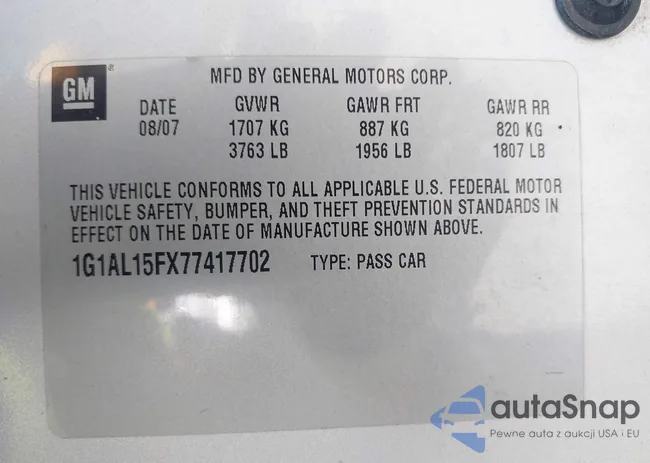 GM ®
MFD BY GENERAL MOTORS CORP.
DATE GVWR GAWR FRT GAWR RR
08/07 1707 KG 887 KG 820 KG
3763 LB 1956 LB 1807 LB
THIS VEHICLE CONFORMS TO ALL APPLICABLE U.S. FEDERAL MOTOR
VEHICLE SAFETY, BUMPER, AND THEFT PREVENTION STANDARDS IN
EFFECT ON THE DATE OF MANUFACTURE SHOWN ABOVE.
1G1AL15FX77417702 TYPE: PASS CAR
autaSnap
Pewne auta z aukcji USA i EU